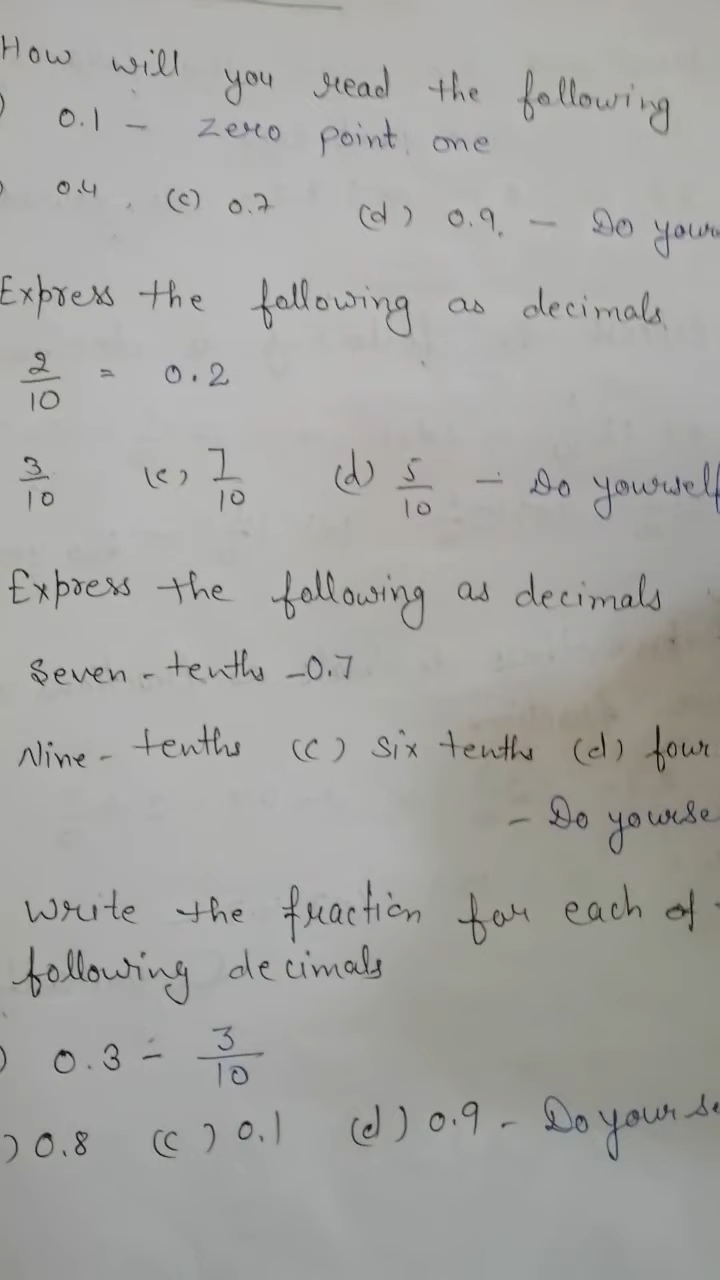 How will you read the following
) 0.1 - zero point one
) 0.4 . (c) 0.7 (d) 0.9. - Do your
Express the following as decimals.
2/10 = 0.2
3/10 (c) 7/10 (d) 5/10 - Do yourself
Express the following as decimals
Seven-tenths - 0.7
Nine-tenths (c) six tenths (d) four
- Do yourse
Write the fraction for each of
following decimals
) 0.3 - 3/10
) 0.8 (c) 0.1 (d) 0.9 - Do yourse